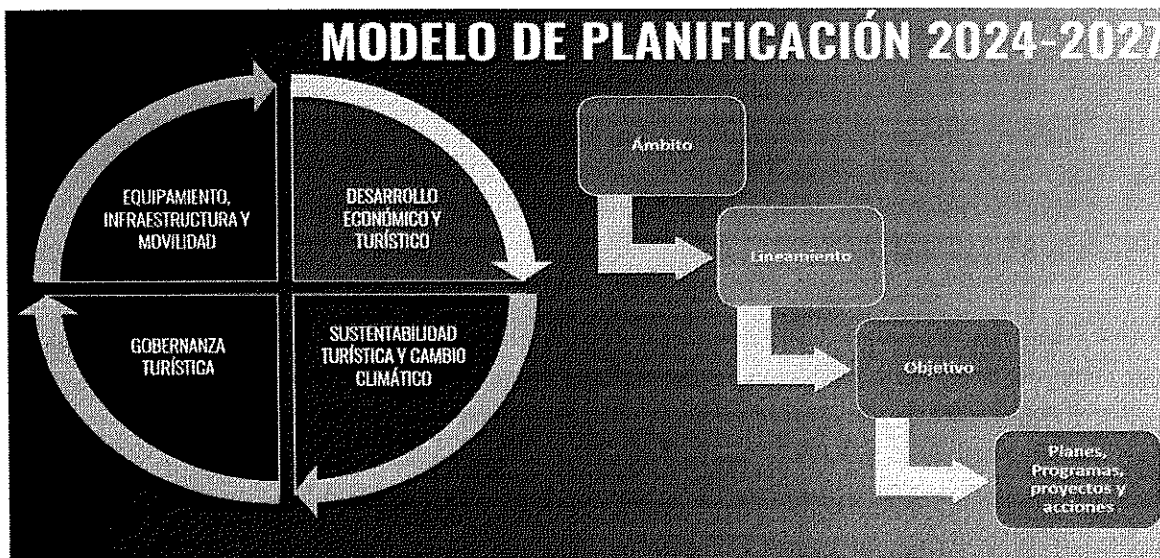 MODELO DE PLANIFICACIÓN 2024-2027
EQUIPAMIENTO,
INFRAESTRUCTURA Y
MOVILIDAD
DESARROLLO
ECONÓMICO Y
TURÍSTICO
GOBERNANZA
TURÍSTICA
SUSTENTABILIDAD
TURÍSTICA Y CAMBIO
CLIMÁTICO
Ámbito
Lineamiento
Objetivo
Planes,
Programas,
proyectos y
acciones